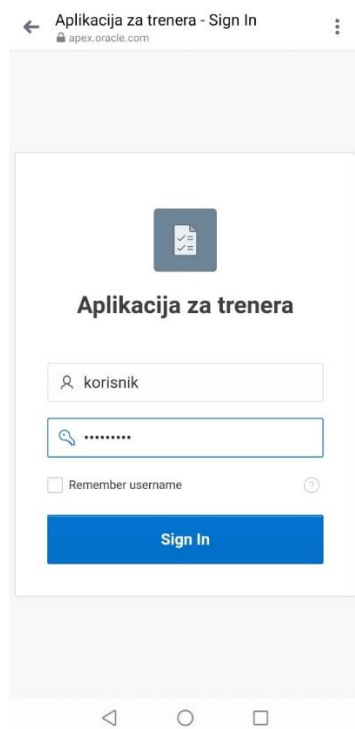 Aplikacija za trenera - Sign In
apex.oracle.com
Aplikacija za trenera
korisnik
•••••••••
Remember username
?
Sign In